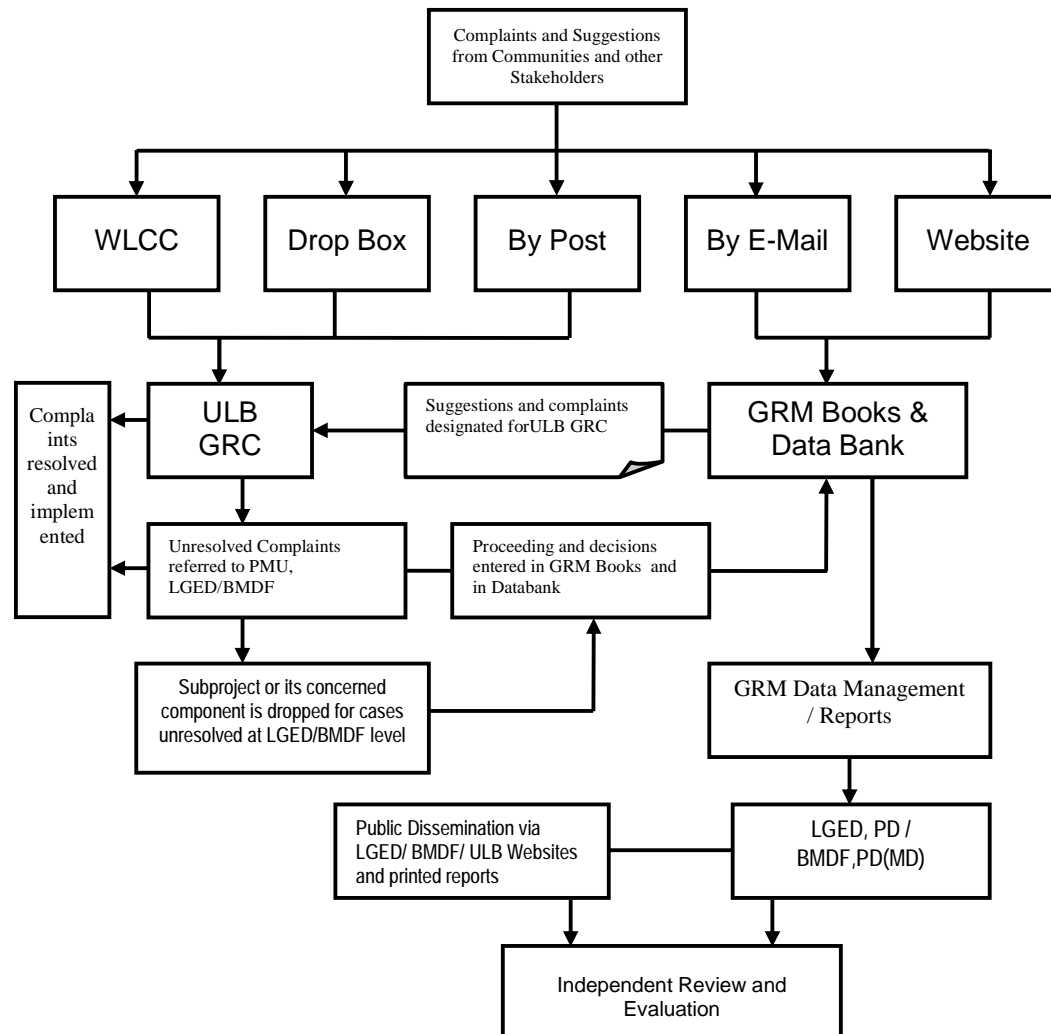 Complaints and Suggestions
from Communities and other
Stakeholders
WLCC
Drop Box
By Post
By E-Mail
Website
Compla
ints
resolved
and
implem
ented
ULB
GRC
Suggestions and complaints
designated forULB GRC
GRM Books &
Data Bank
Unresolved Complaints
referred to PMU,
LGED/BMDF
Proceeding and decisions
entered in GRM Books and
in Databank
Subproject or its concerned
component is dropped for cases
unresolved at LGED/BMDF level
GRM Data Management
/ Reports
Public Dissemination via
LGED/ BMDF/ ULB Websites
and printed reports
LGED, PD /
BMDF,PD(MD)
Independent Review and
Evaluation